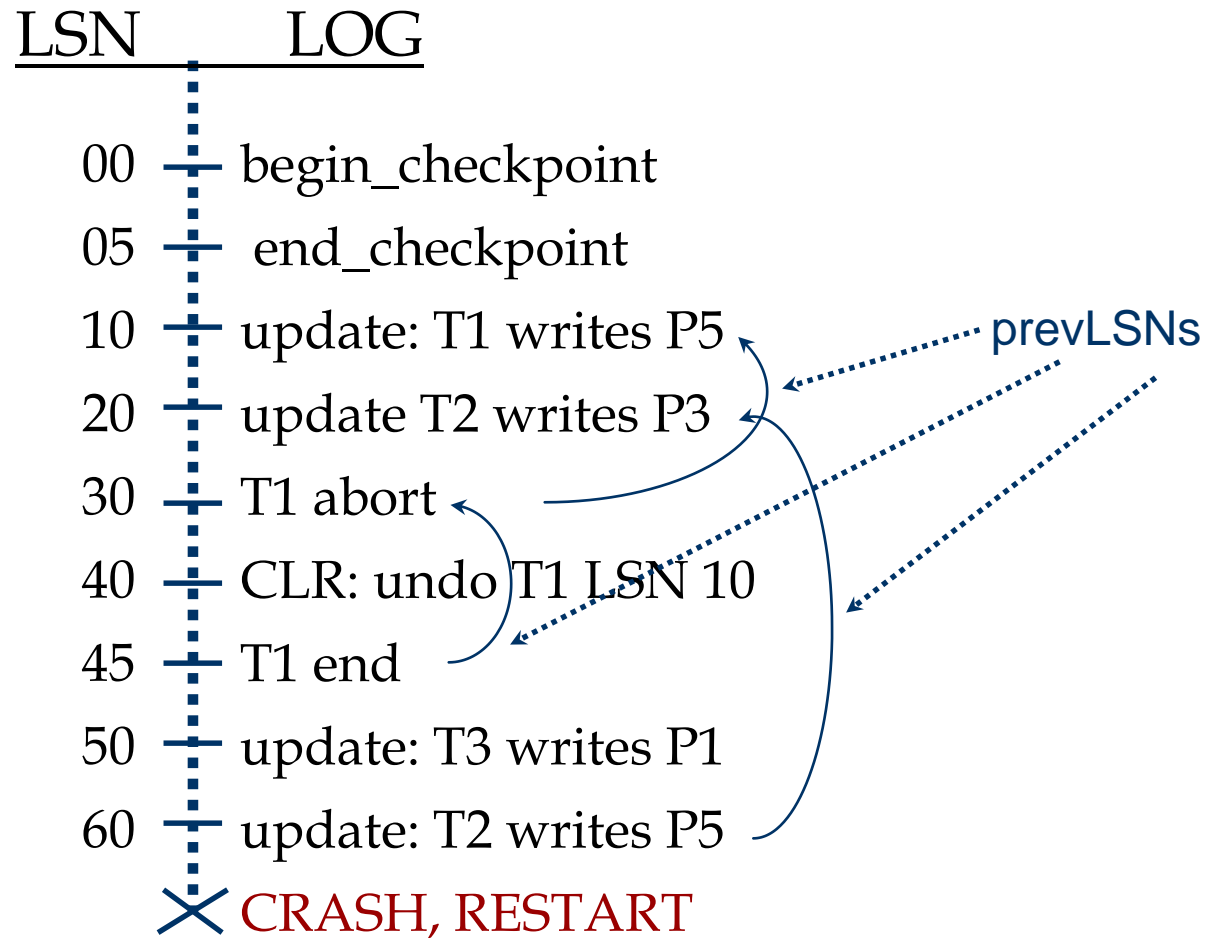 LSN LOG
00 begin_checkpoint
05 end_checkpoint
10 update: T1 writes P5
prevLSNs
20 update T2 writes P3
30 T1 abort
40 CLR: undo T1 LSN 10
45 T1 end
50 update: T3 writes P1
60 update: T2 writes P5
CRASH, RESTART